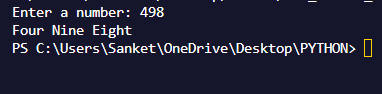 Enter a number: 498
Four Nine Eight
PS C:\Users\Sanket\OneDrive\Desktop\PYTHON>